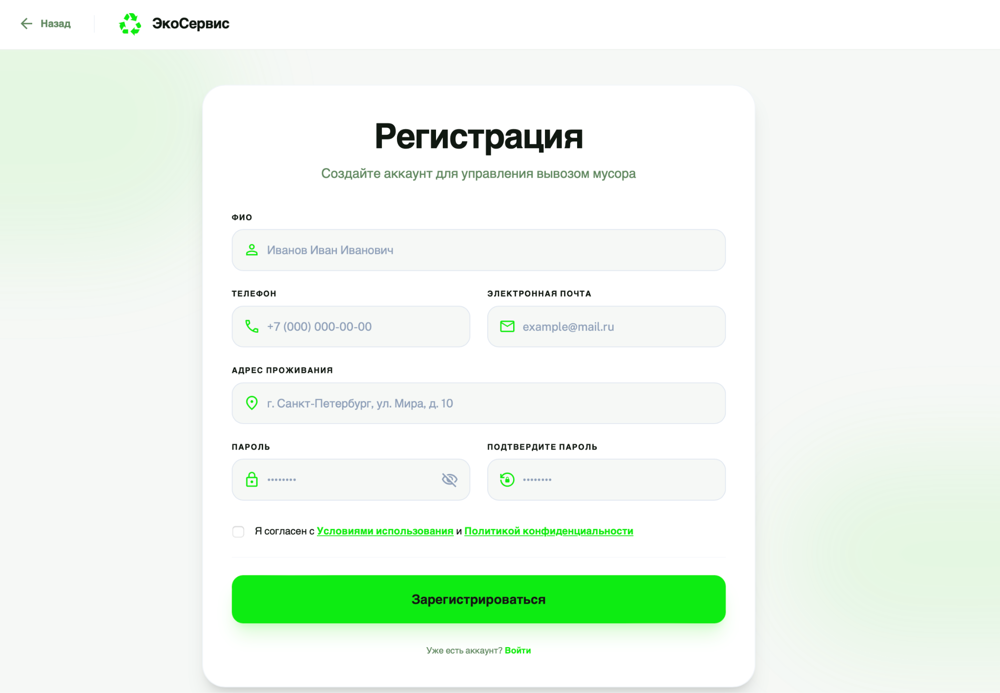 Назад
ЭкоСервис
Регистрация
Создайте аккаунт для управления вывозом мусора
ФИО
Иванов Иван Иванович
ТЕЛЕФОН
+7 (000) 000-00-00
ЭЛЕКТРОННАЯ ПОЧТА
example@mail.ru
АДРЕС ПРОЖИВАНИЯ
г. Санкт-Петербург, ул. Мира, д. 10
ПАРОЛЬ
••••••••
ПОДТВЕРДИТЕ ПАРОЛЬ
••••••••
Я согласен с Условиями использования и Политикой конфиденциальности
Зарегистрироваться
Уже есть аккаунт? Войти